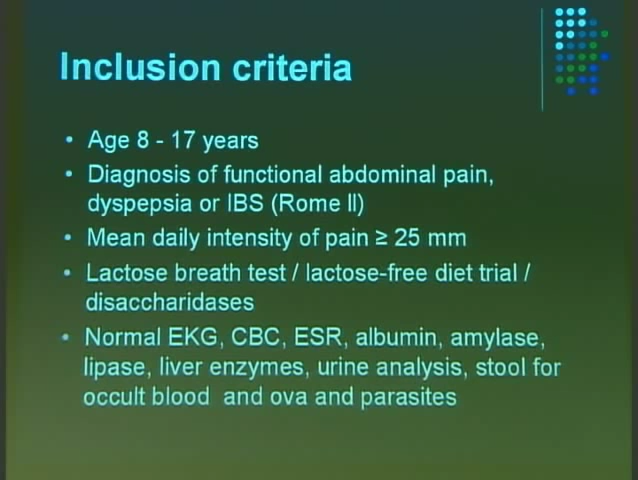 Inclusion criteria
• Age 8 - 17 years
• Diagnosis of functional abdominal pain,
dyspepsia or IBS (Rome II)
• Mean daily intensity of pain ≥ 25 mm
• Lactose breath test / lactose-free diet trial /
disaccharidases
• Normal EKG, CBC, ESR, albumin, amylase,
lipase, liver enzymes, urine analysis, stool for
occult blood  and ova and parasites